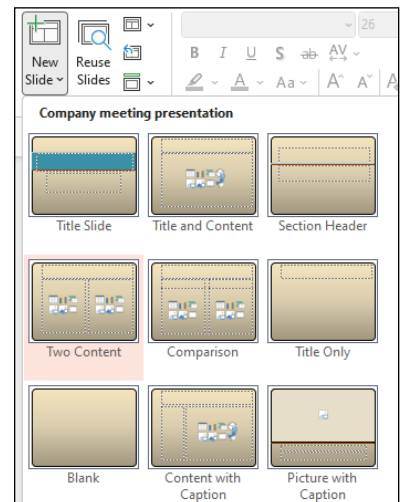 26
B I U S ab AV
New Slide
Reuse Slides
A Aa A A A
Company meeting presentation
Title Slide
Title and Content
Section Header
Two Content
Comparison
Title Only
Blank
Content with Caption
Picture with Caption